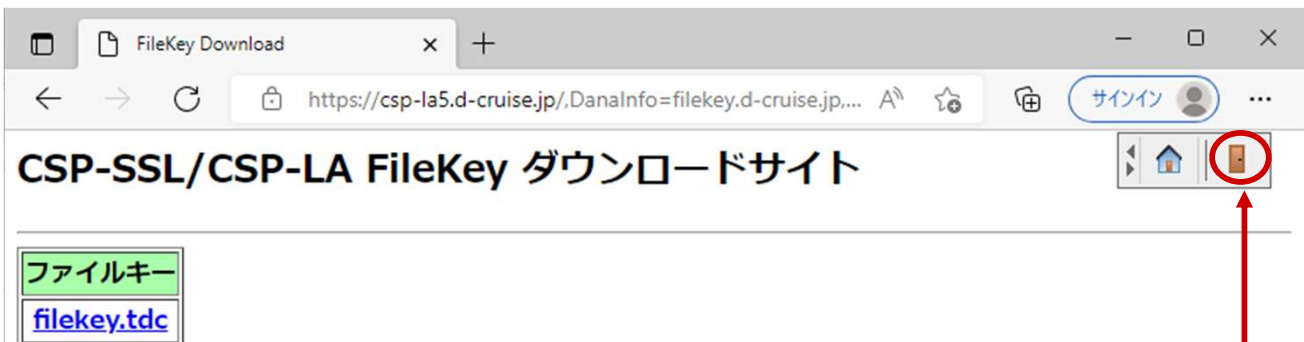 FileKey Download
https://csp-la5.d-cruise.jp/,DanaInfo=filekey.d-cruise.jp,...
サインイン
CSP-SSL/CSP-LA FileKey ダウンロードサイト
ファイルキー
filekey.tdc